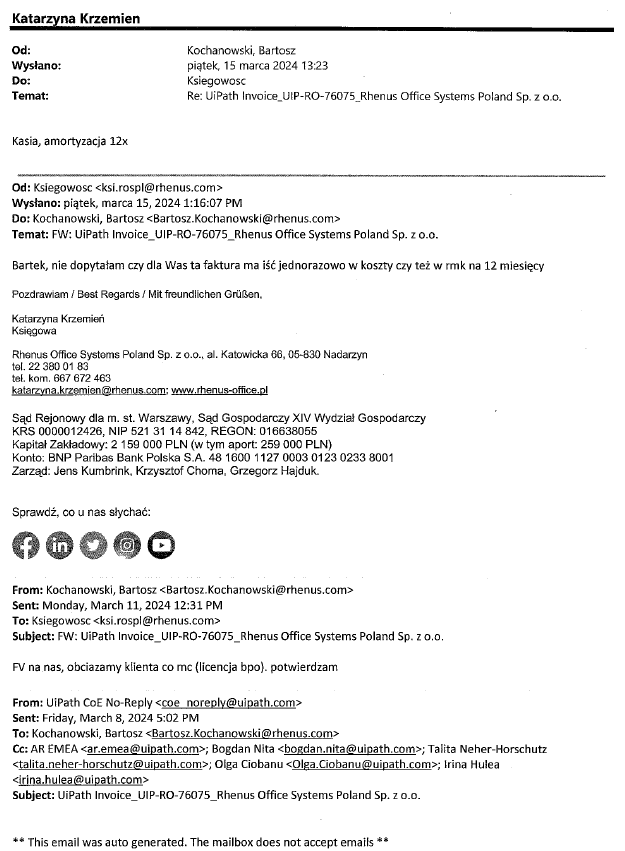 Katarzyna Krzemien
Od: Kochanowski, Bartosz
Wysłano: piątek, 15 marca 2024 13:23
Do: Ksiegowosc
Temat: Re: UiPath Invoice_UIP-RO-76075_Rhenus Office Systems Poland Sp. z o.o.
Kasia, amortyzacja 12x
Od: Ksiegowosc <ksi.rospl@rhenus.com>
Wysłano: piątek, marca 15, 2024 1:16:07 PM
Do: Kochanowski, Bartosz <Bartosz.Kochanowski@rhenus.com>
Temat: FW: UiPath Invoice_UIP-RO-76075_Rhenus Office Systems Poland Sp. z o.o.
Bartek, nie dopytałam czy dla Was ta faktura ma iść jednorazowo w koszty czy też w rmk na 12 miesięcy
Pozdrawiam / Best Regards / Mit freundlichen Grüßen,
Katarzyna Krzemień
Księgowa
Rhenus Office Systems Poland Sp. z o.o., al. Katowicka 66, 05-830 Nadarzyn
tel. 22 380 01 83
tel. kom. 667 672 463
katarzyna.krzemien@rhenus.com; www.rhenus-office.pl
Sąd Rejonowy dla m. st. Warszawy, Sąd Gospodarczy XIV Wydział Gospodarczy
KRS 0000012426, NIP 521 31 14 842, REGON: 016638055
Kapitał Zakładowy: 2 159 000 PLN (w tym aport: 259 000 PLN)
Konto: BNP Paribas Bank Polska S.A. 48 1600 1127 0003 0123 0233 8001
Zarząd: Jens Kumbrink, Krzysztof Choma, Grzegorz Hajduk.
Sprawdź, co u nas słychać:
From: Kochanowski, Bartosz <Bartosz.Kochanowski@rhenus.com>
Sent: Monday, March 11, 2024 12:31 PM
To: Ksiegowosc <ksi.rospl@rhenus.com>
Subject: FW: UiPath Invoice_UIP-RO-76075_Rhenus Office Systems Poland Sp. z o.o.
FV na nas, obciazamy klienta co mc (licencja bpo). potwierdzam
From: UiPath CoE No-Reply <coe_noreply@uipath.com>
Sent: Friday, March 8, 2024 5:02 PM
To: Kochanowski, Bartosz <Bartosz.Kochanowski@rhenus.com>
Cc: AR EMEA <ar.emea@uipath.com>; Bogdan Nita <bogdan.nita@uipath.com>; Talita Neher-Horschutz
<talita.neher-horschutz@uipath.com>; Olga Ciobanu <Olga.Ciobanu@uipath.com>; Irina Hulea
<irina.hulea@uipath.com>
Subject: UiPath Invoice_UIP-RO-76075_Rhenus Office Systems Poland Sp. z o.o.
** This email was auto generated. The mailbox does not accept emails **